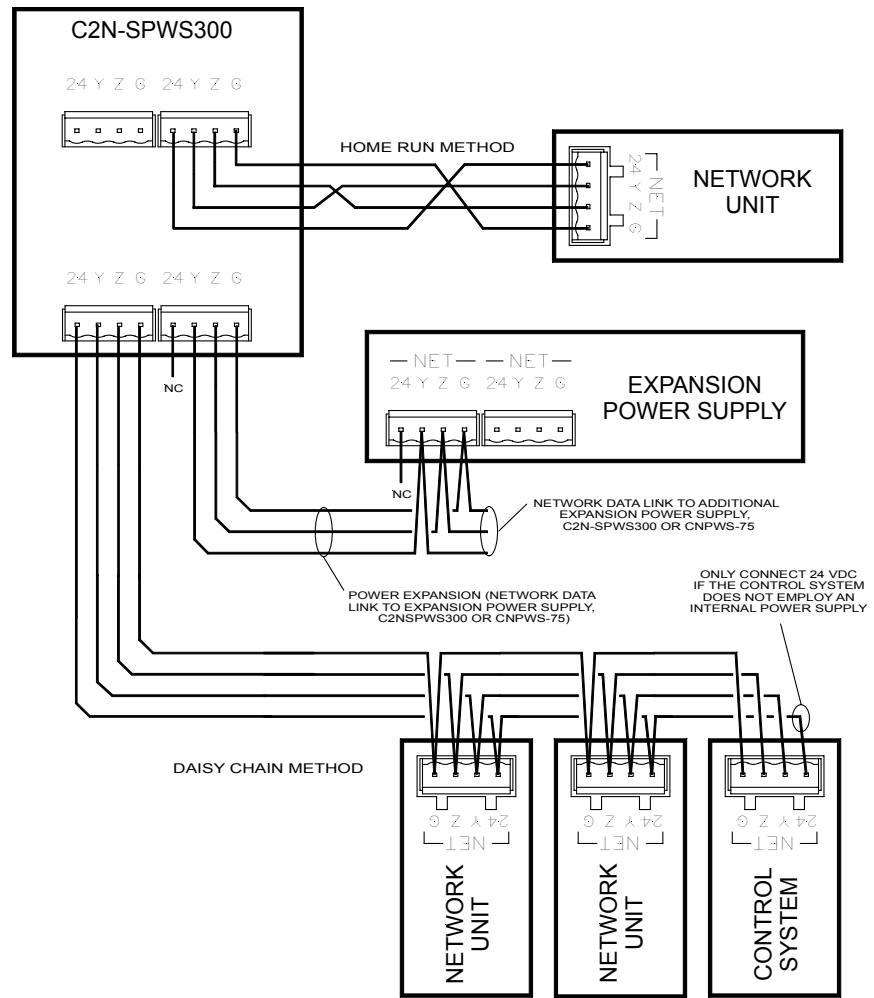 C2N-SPWS300
24 Y Z G 24 Y Z G
HOME RUN METHOD
24 Y Z G
NET
NETWORK
UNIT
24 Y Z G 24 Y Z G
NC
NET NET
24 Y Z G 24 Y Z G
EXPANSION
POWER SUPPLY
NC
NETWORK DATA LINK TO ADDITIONAL
EXPANSION POWER SUPPLY,
C2N-SPWS300 OR CNPWS-75
POWER EXPANSION (NETWORK DATA
LINK TO EXPANSION POWER SUPPLY,
C2NSPWS300 OR CNPWS-75)
ONLY CONNECT 24 VDC
IF THE CONTROL SYSTEM
DOES NOT EMPLOY AN
INTERNAL POWER SUPPLY
DAISY CHAIN METHOD
24 Y Z G
NET
NETWORK
UNIT
24 Y Z G
NET
NETWORK
UNIT
24 Y Z G
NET
CONTROL
SYSTEM